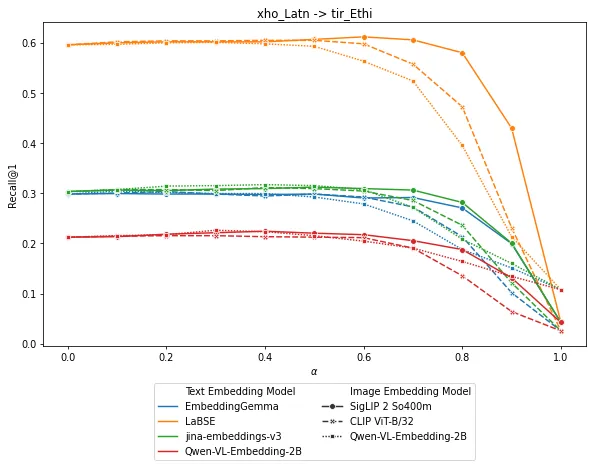 xho_Latn -> tir_Ethi
Recall@1
0.6
0.5
0.4
0.3
0.2
0.1
0.0
0.0 0.2 0.4 0.6 0.8 1.0
α
Text Embedding Model Image Embedding Model
EmbeddingGemma SigLIP 2 So400m
LaBSE CLIP ViT-B/32
jina-embeddings-v3 Qwen-VL-Embedding-2B
Qwen-VL-Embedding-2B